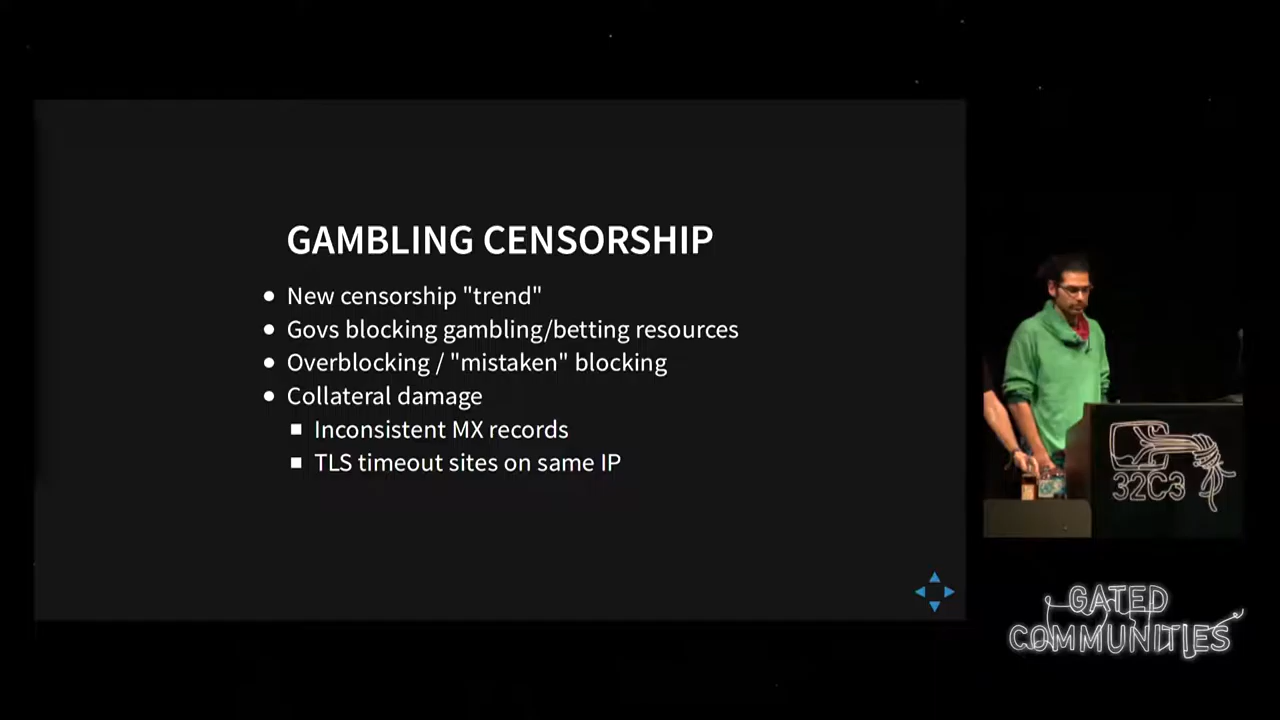 GAMBLING CENSORSHIP
New censorship "trend"
Govs blocking gambling/betting resources
Overblocking / "mistaken" blocking
Collateral damage
Inconsistent MX records
TLS timeout sites on same IP
32C3
GATED
COMMUNITIES